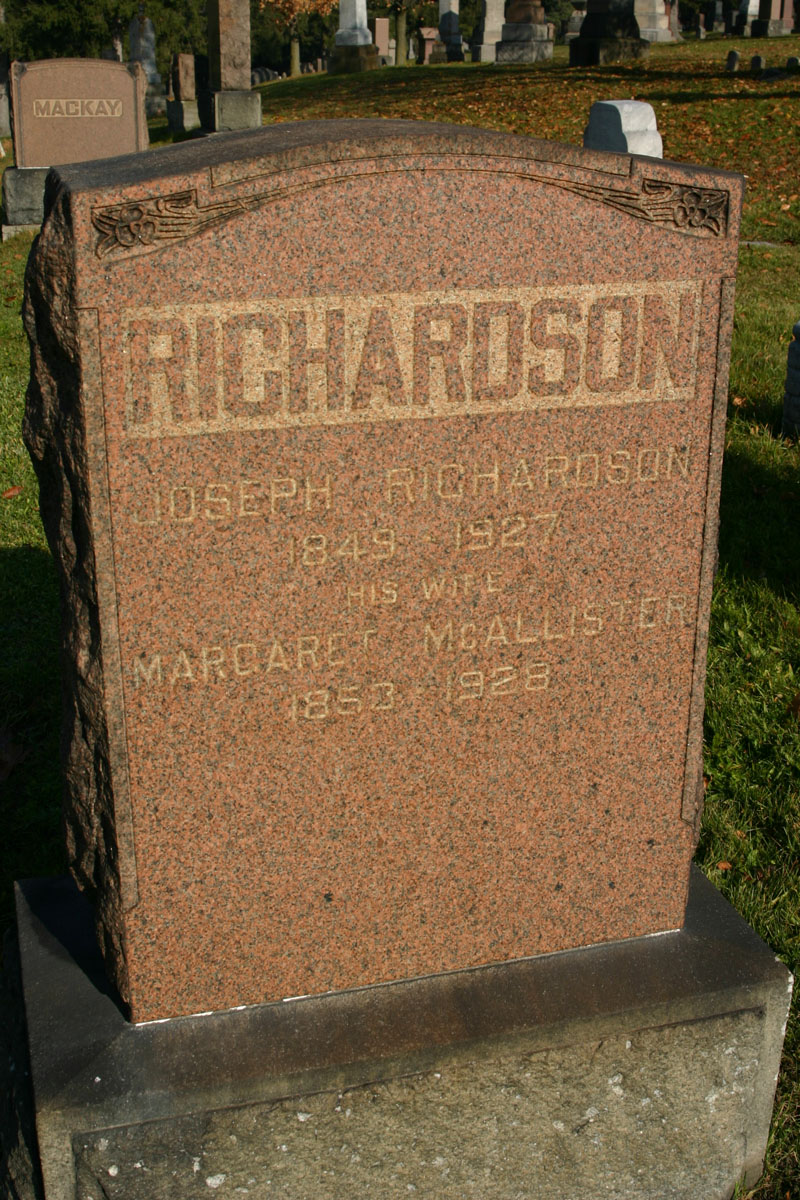 MACKAY
RICHARDSON
JOSEPH RICHARDSON
1849 - 1927
HIS WIFE
MARGARET McALLISTER
1853 - 1928